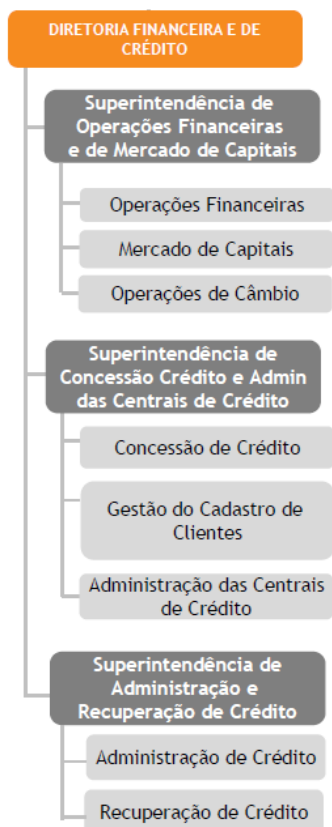 DIRETORIA FINANCEIRA E DE
CRÉDITO
Superintendência de
Operações Financeiras
e de Mercado de Capitais
Operações Financeiras
Mercado de Capitais
Operações de Câmbio
Superintendência de
Concessão Crédito e Admin
das Centrais de Crédito
Concessão de Crédito
Gestão do Cadastro de
Clientes
Administração das Centrais
de Crédito
Superintendência de
Administração e
Recuperação de Crédito
Administração de Crédito
Recuperação de Crédito